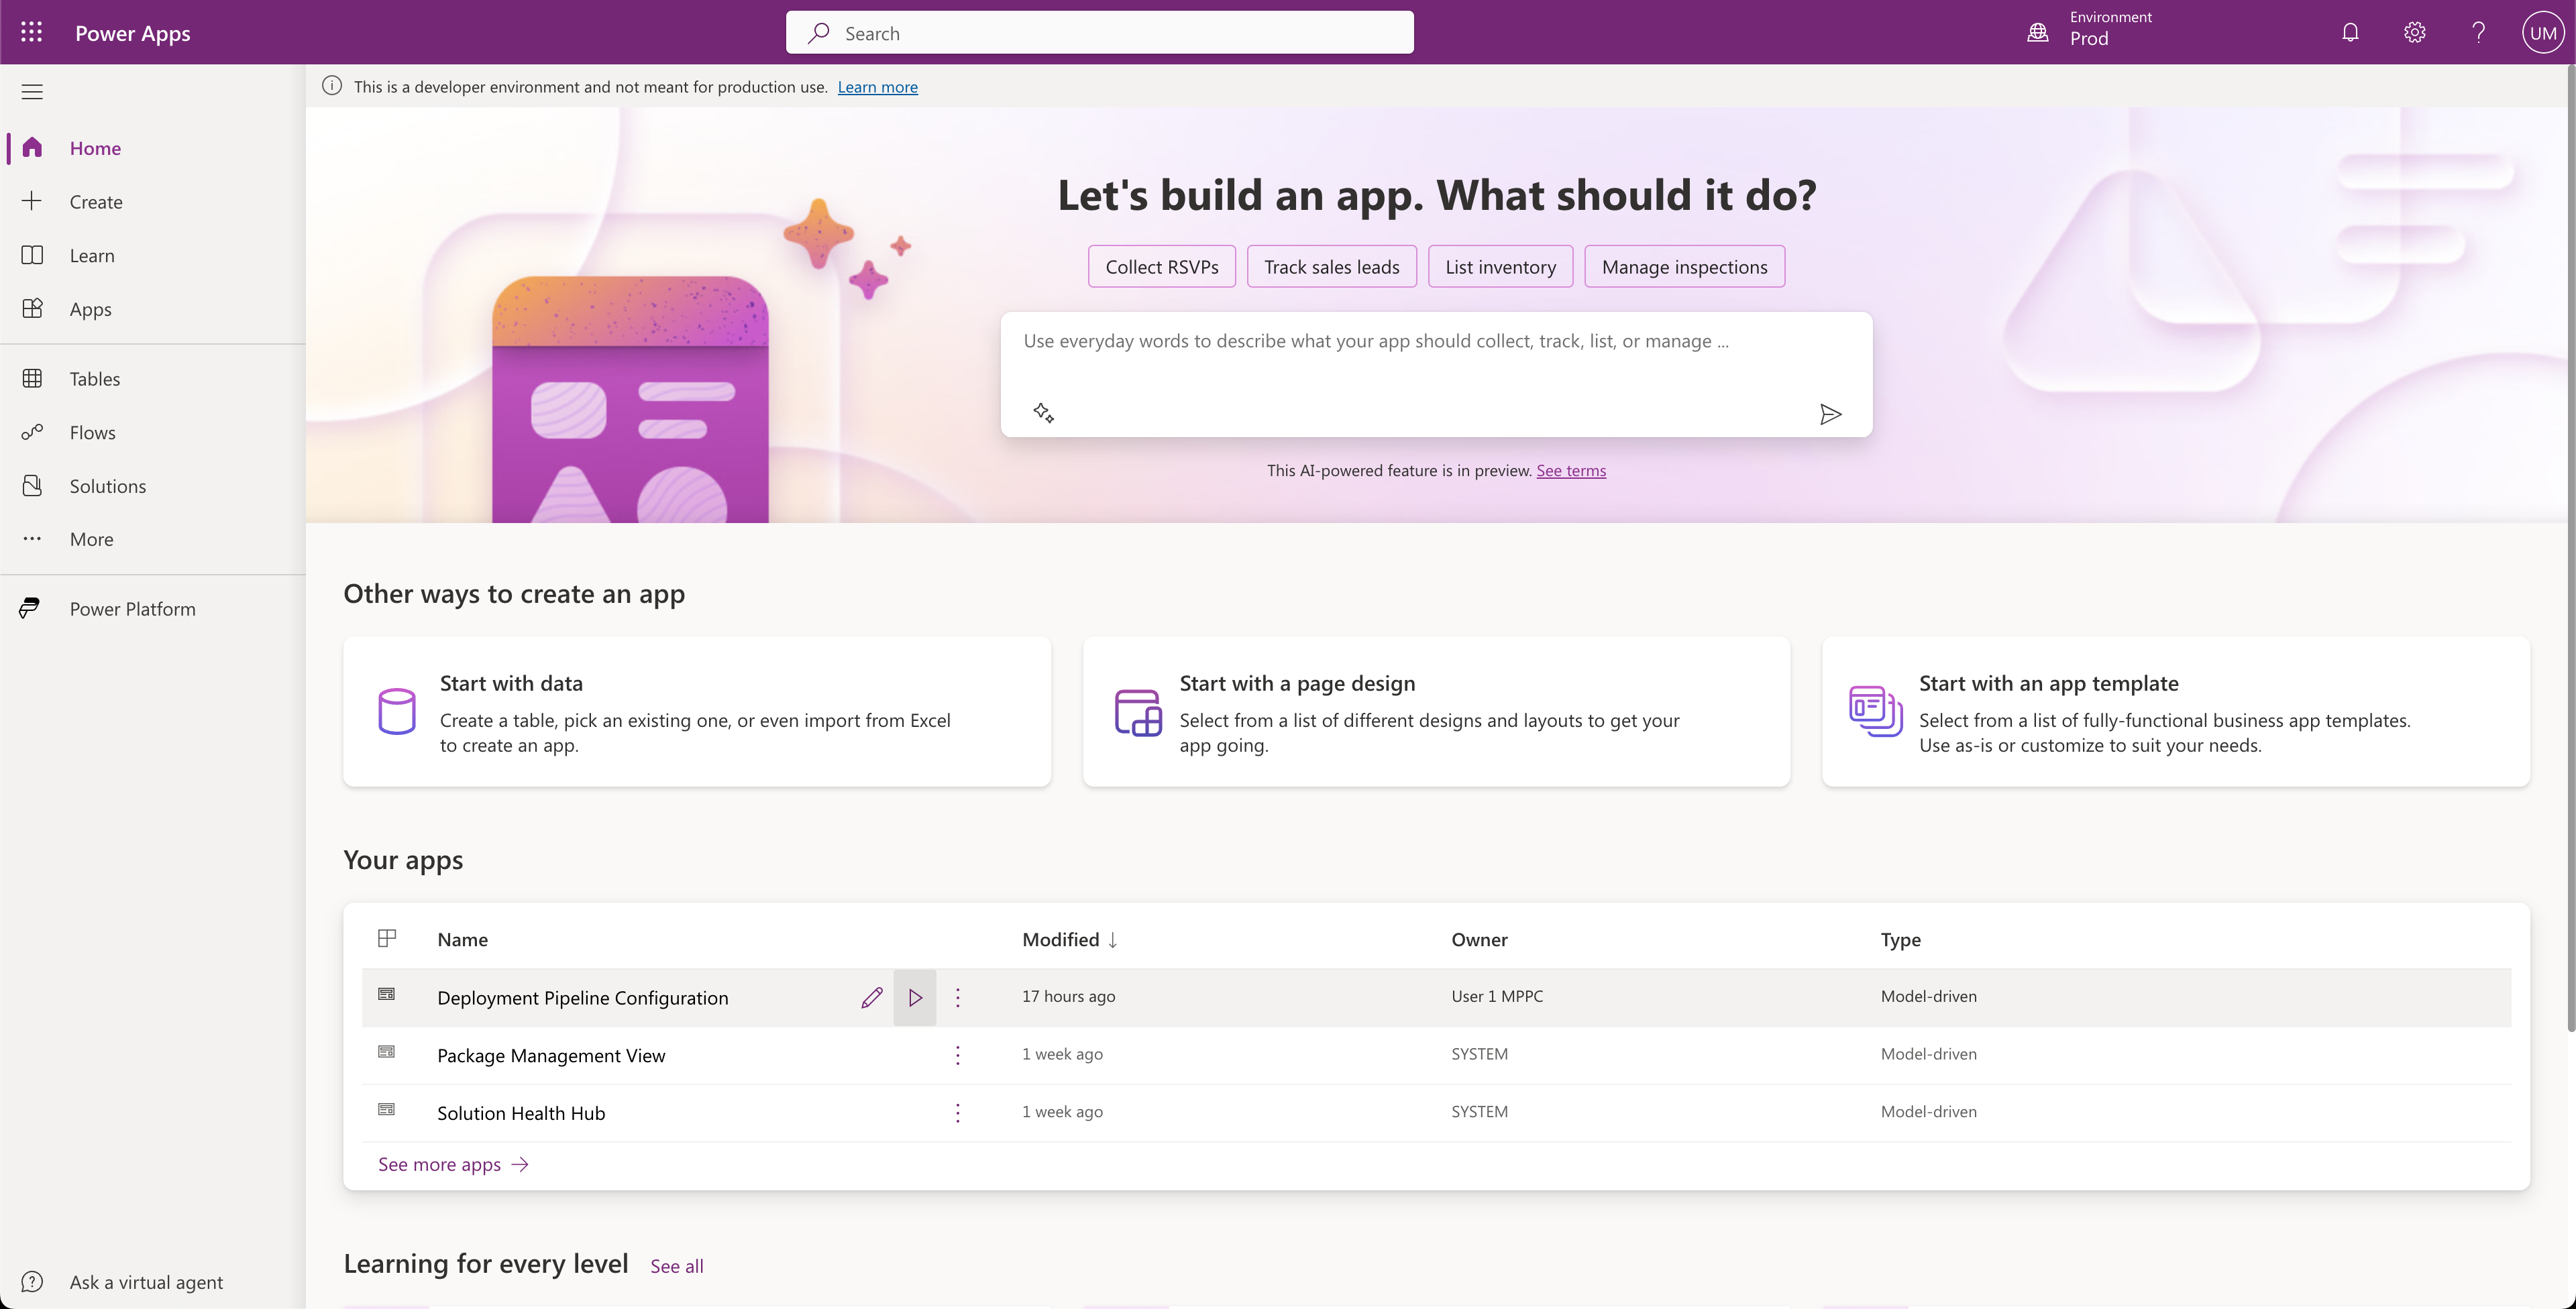 Power Apps
Search
Environment
Prod
UM
This is a developer environment and not meant for production use. Learn more
Home
Create
Learn
Apps
Tables
Flows
Solutions
More
Power Platform
Ask a virtual agent
Let's build an app. What should it do?
Collect RSVPs
Track sales leads
List inventory
Manage inspections
Use everyday words to describe what your app should collect, track, list, or manage ...
This AI-powered feature is in preview. See terms
Other ways to create an app
Start with data
Create a table, pick an existing one, or even import from Excel
to create an app.
Start with a page design
Select from a list of different designs and layouts to get your
app going.
Start with an app template
Select from a list of fully-functional business app templates.
Use as-is or customize to suit your needs.
Your apps
Name Modified ↓ Owner Type
Deployment Pipeline Configuration 17 hours ago User 1 MPPC Model-driven
Package Management View 1 week ago SYSTEM Model-driven
Solution Health Hub 1 week ago SYSTEM Model-driven
See more apps →
Learning for every level See all